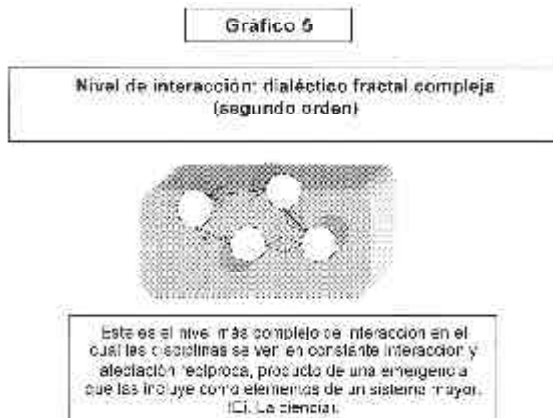 Gráfico 5
Nivel de interacción: dialéctico fractal compleja
(segundo orden)
Este es el nivel más complejo de interacción en el
cual las disciplinas se ven en constante interacción y
afectación recíproca, producto de una emergencia
que las incluye como elementos de un sistema mayor.
(Ej. La ciencia).